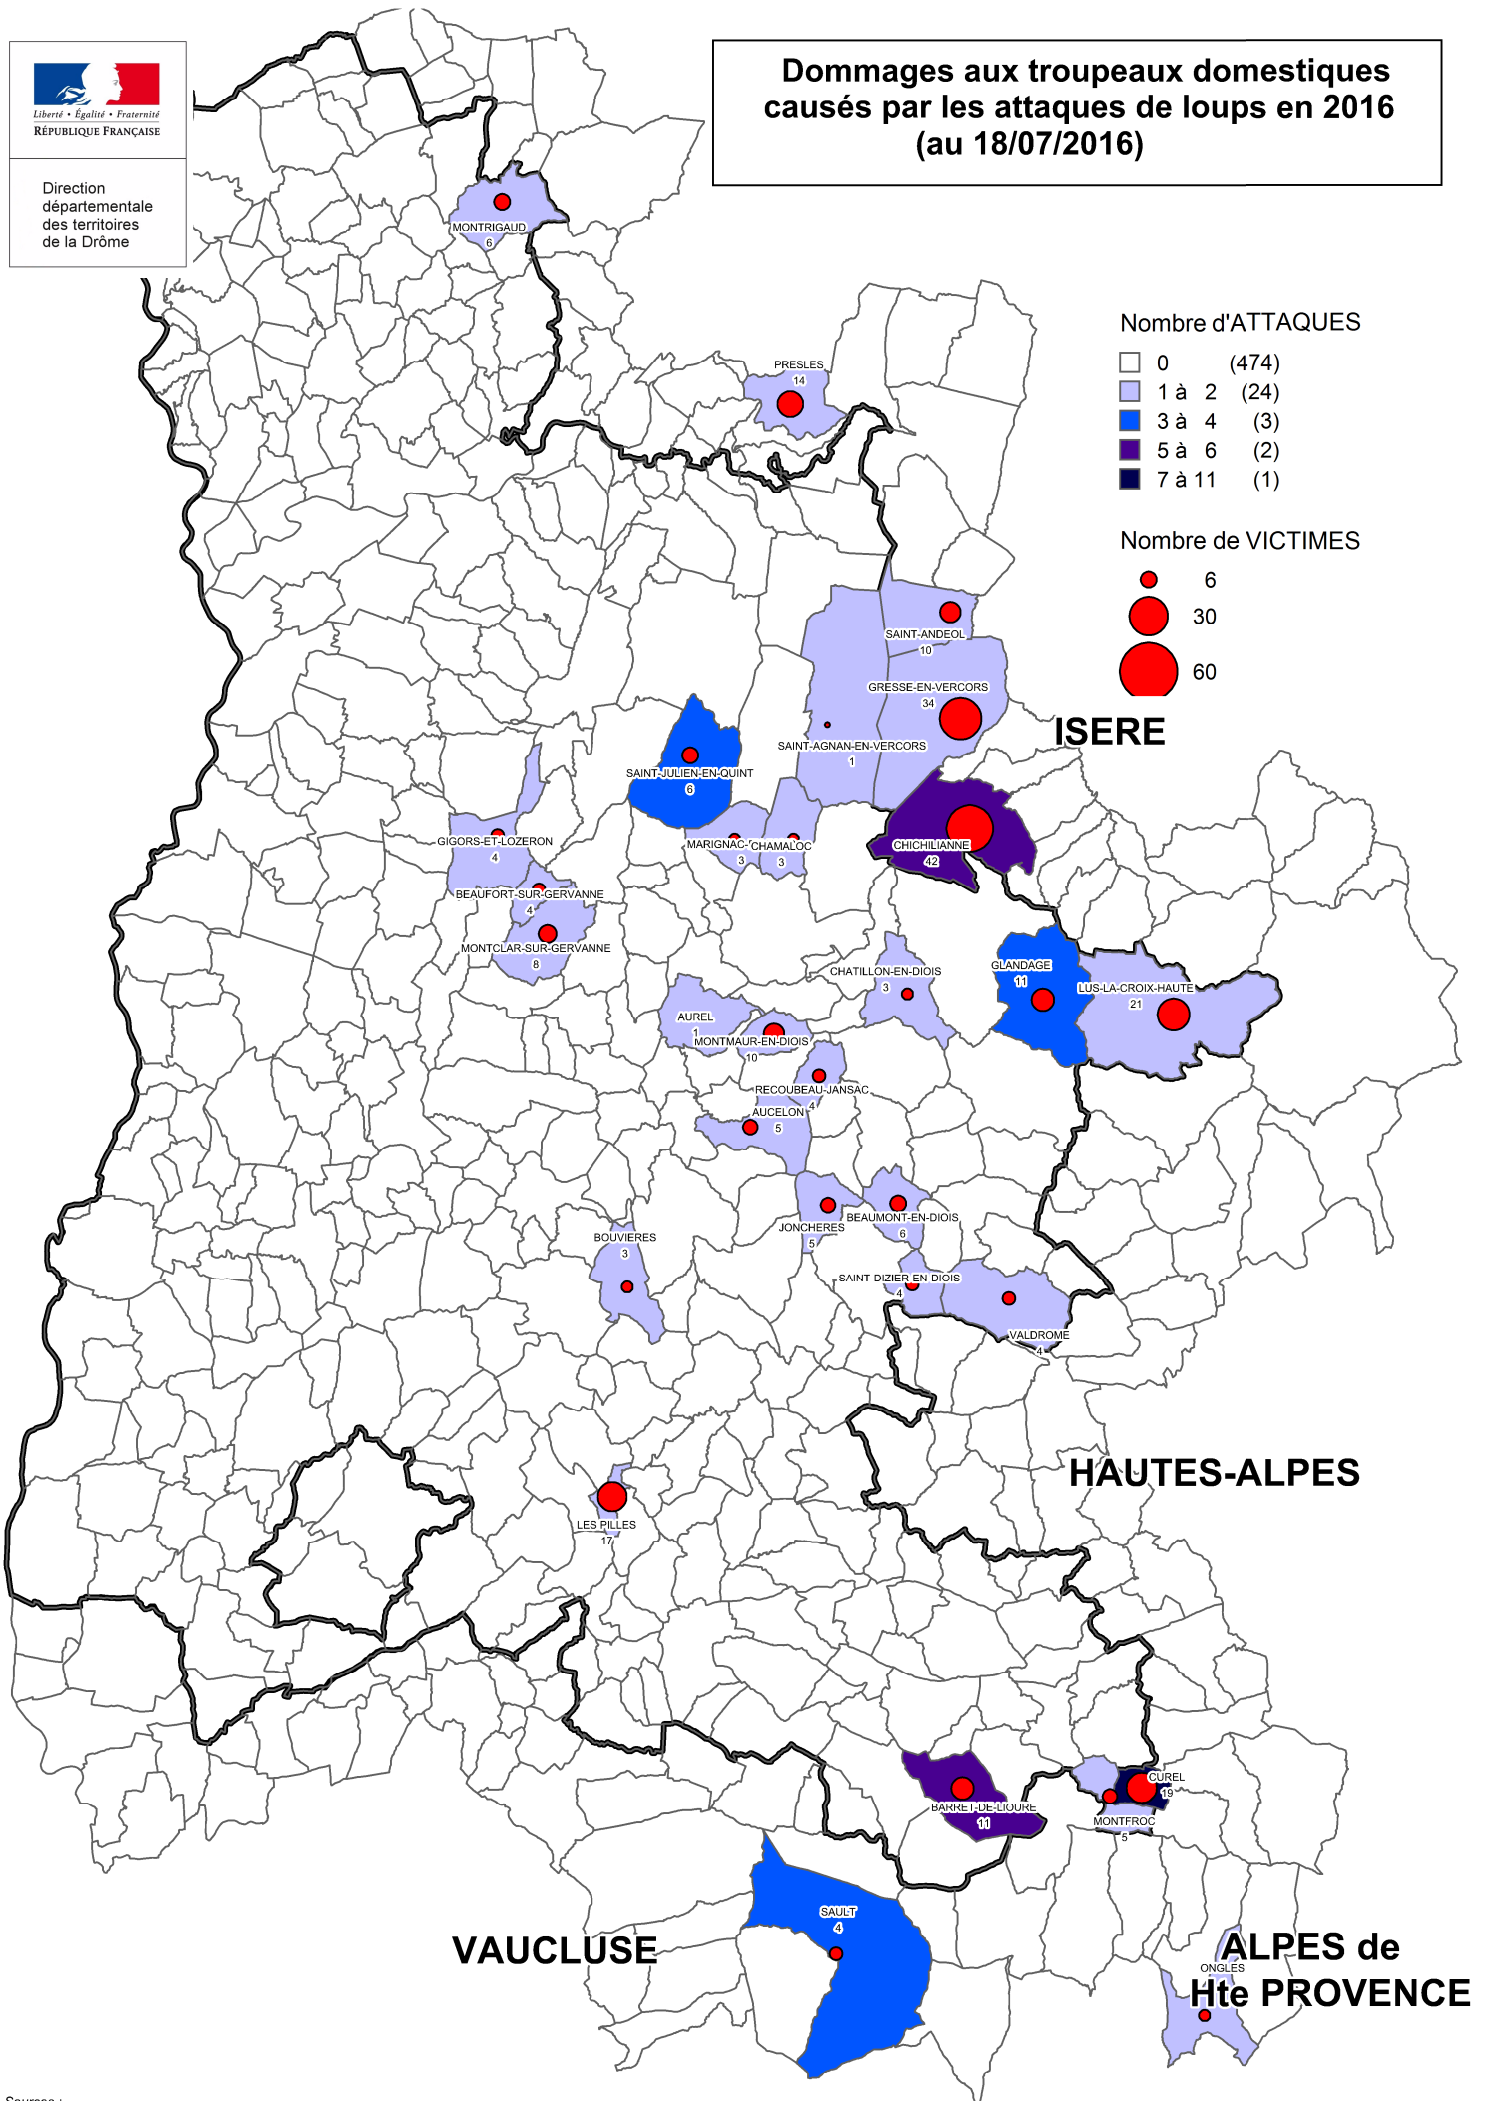 Liberté • Égalité • Fraternité
RÉPUBLIQUE FRANÇAISE
Direction
départementale
des territoires
de la Drôme
Dommages aux troupeaux domestiques
causés par les attaques de loups en 2016
(au 18/07/2016)
Nombre d'ATTAQUES
0 (474)
1 à 2 (24)
3 à 4 (3)
5 à 6 (2)
7 à 11 (1)
Nombre de VICTIMES
6
30
60
MONTRIGAUD
6
PRESLES
14
SAINT-ANDEOL
10
GRESSE-EN-VERCORS
34
ISERE
SAINT-AGNAN-EN-VERCORS
1
SAINT-JULIEN-EN-QUINT
6
GIGORS-ET-LOZERON
4
MARIGNAC-
3
CHAMALOC
3
CHICHILIANNE
42
BEAUFORT-SUR-GERVANNE
4
MONTCLAR-SUR-GERVANNE
8
CHATILLON-EN-DIOIS
3
GLANDAGE
11
LUS-LA-CROIX-HAUTE
21
AUREL
1
MONTMAUR-EN-DIOIS
10
RECOUBEAU-JANSAC
4
AUCELON
5
JONCHERES
5
BEAUMONT-EN-DIOIS
6
BOUVIERES
3
SAINT DIZIER EN DIOIS
4
VALDROME
4
HAUTES-ALPES
LES PILLES
17
CUREL
19
BARRET-DE-LIOURE
11
MONTFROC
5
SAULT
4
VAUCLUSE
ALPES de
ONGLES
Hte PROVENCE